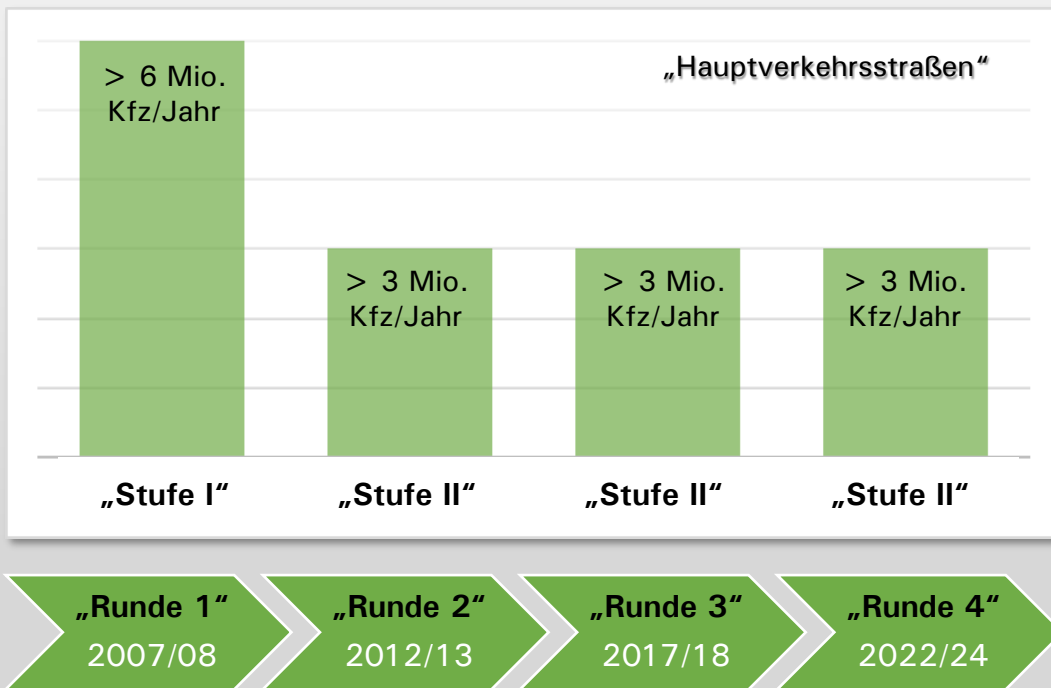 „Hauptverkehrsstraßen“
> 6 Mio.
Kfz/Jahr
> 3 Mio.
Kfz/Jahr
> 3 Mio.
Kfz/Jahr
> 3 Mio.
Kfz/Jahr
„Stufe I“
„Stufe II“
„Stufe II“
„Stufe II“
„Runde 1“
2007/08
„Runde 2“
2012/13
„Runde 3“
2017/18
„Runde 4“
2022/24